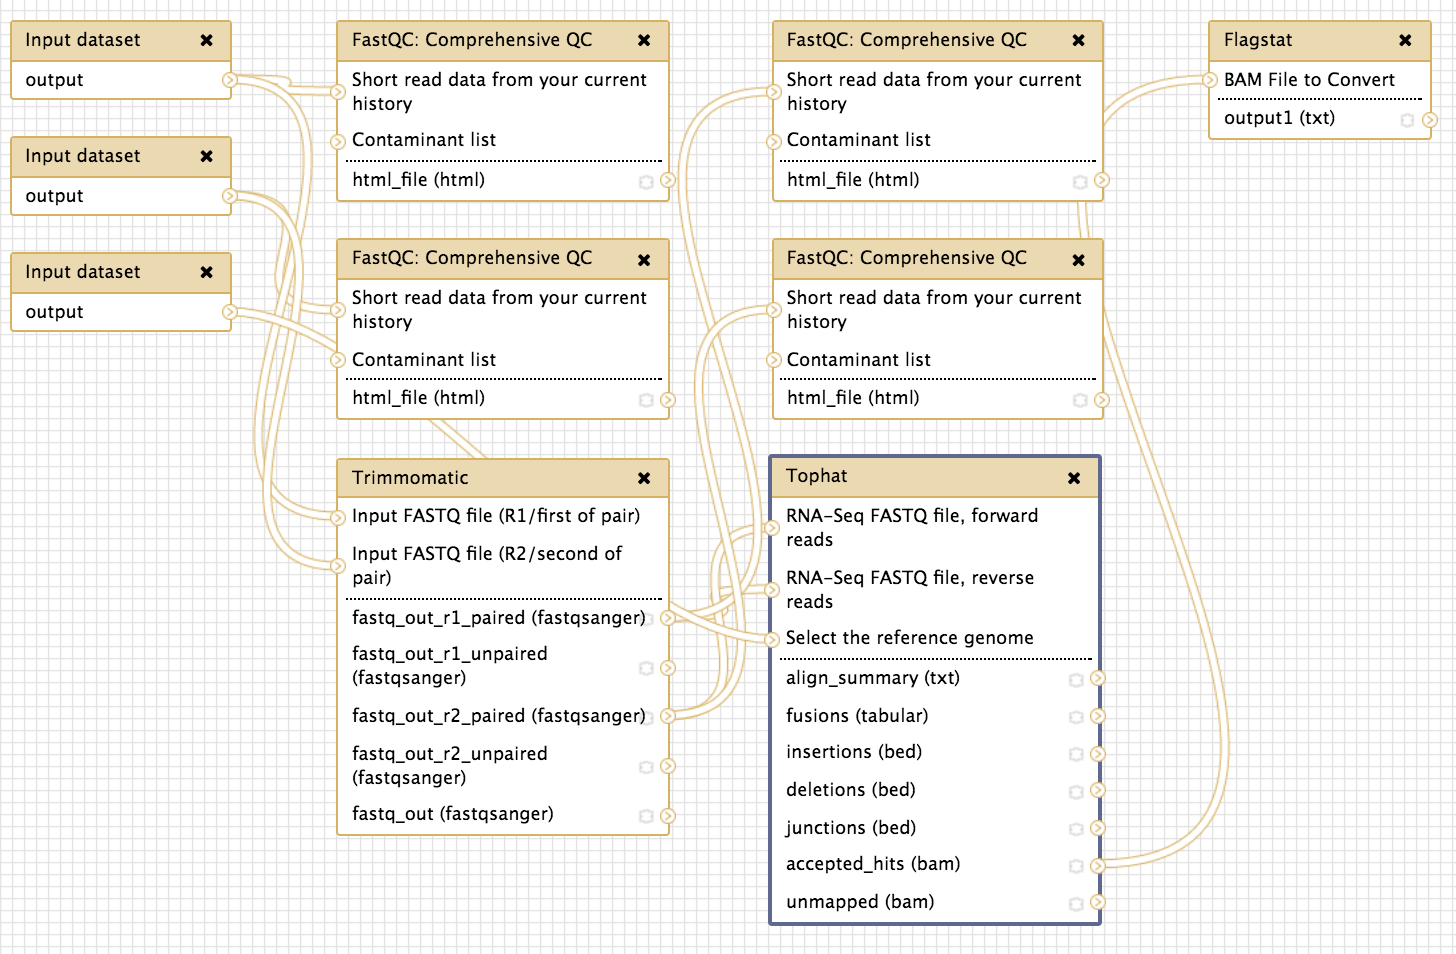 Input dataset
output
Input dataset
output
Input dataset
output
FastQC: Comprehensive QC
Short read data from your current
history
Contaminant list
html_file (html)
FastQC: Comprehensive QC
Short read data from your current
history
Contaminant list
html_file (html)
Trimmomatic
Input FASTQ file (R1/first of pair)
Input FASTQ file (R2/second of
pair)
fastq_out_r1_paired (fastqsanger)
fastq_out_r1_unpaired
(fastqsanger)
fastq_out_r2_paired (fastqsanger)
fastq_out_r2_unpaired
(fastqsanger)
fastq_out (fastqsanger)
FastQC: Comprehensive QC
Short read data from your current
history
Contaminant list
html_file (html)
FastQC: Comprehensive QC
Short read data from your current
history
Contaminant list
html_file (html)
Tophat
RNA-Seq FASTQ file, forward
reads
RNA-Seq FASTQ file, reverse
reads
Select the reference genome
align_summary (txt)
fusions (tabular)
insertions (bed)
deletions (bed)
junctions (bed)
accepted_hits (bam)
unmapped (bam)
Flagstat
BAM File to Convert
output1 (txt)